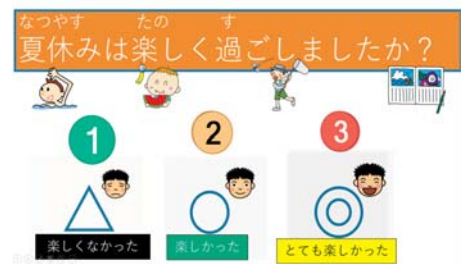 なつやす たの す
夏休みは楽しく過ごしましたか？
1 2 3
楽しくなかった 楽しかった とても楽しかった